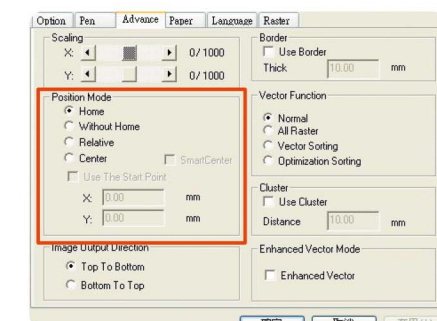 Option Pen Advance Paper Language Raster
Scaling
X: 0/1000
Y: 0/1000
Position Mode
Home
Without Home
Relative
Center
SmartCenter
Use The Start Point
X: 0.00 mm
Y: 0.00 mm
Image Output Direction
Top To Bottom
Bottom To Top
Border
Use Border
Thick 10.00 mm
Vector Function
Normal
All Raster
Vector Sorting
Optimization Sorting
Cluster
Use Cluster
Distance 10.00 mm
Enhanced Vector Mode
Enhanced Vector